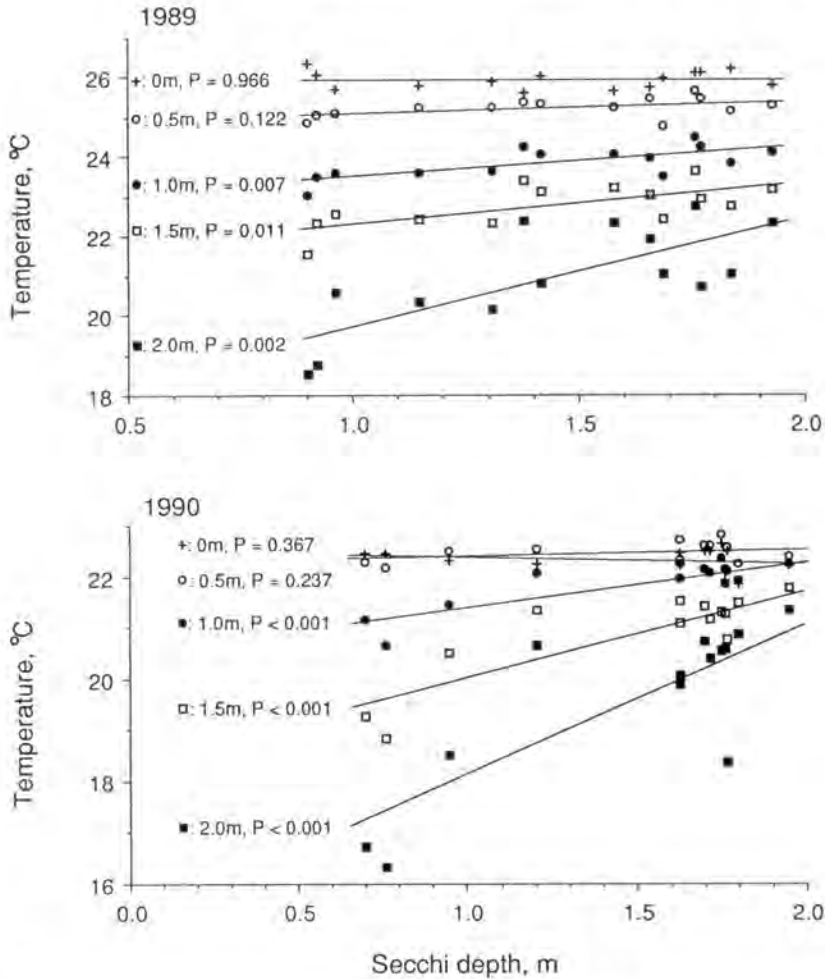 1989
Temperature, ºC
26
24
22
20
18
+: 0m, P = 0.966
o: 0.5m, P = 0.122
●: 1.0m, P = 0.007
□: 1.5m, P = 0.011
■: 2.0m, P = 0.002
0.5 1.0 1.5 2.0
1990
Temperature, ºC
22
20
18
16
+: 0m, P = 0.367
o: 0.5m, P = 0.237
●: 1.0m, P < 0.001
□: 1.5m, P < 0.001
■: 2.0m, P < 0.001
0.0 0.5 1.0 1.5 2.0
Secchi depth, m